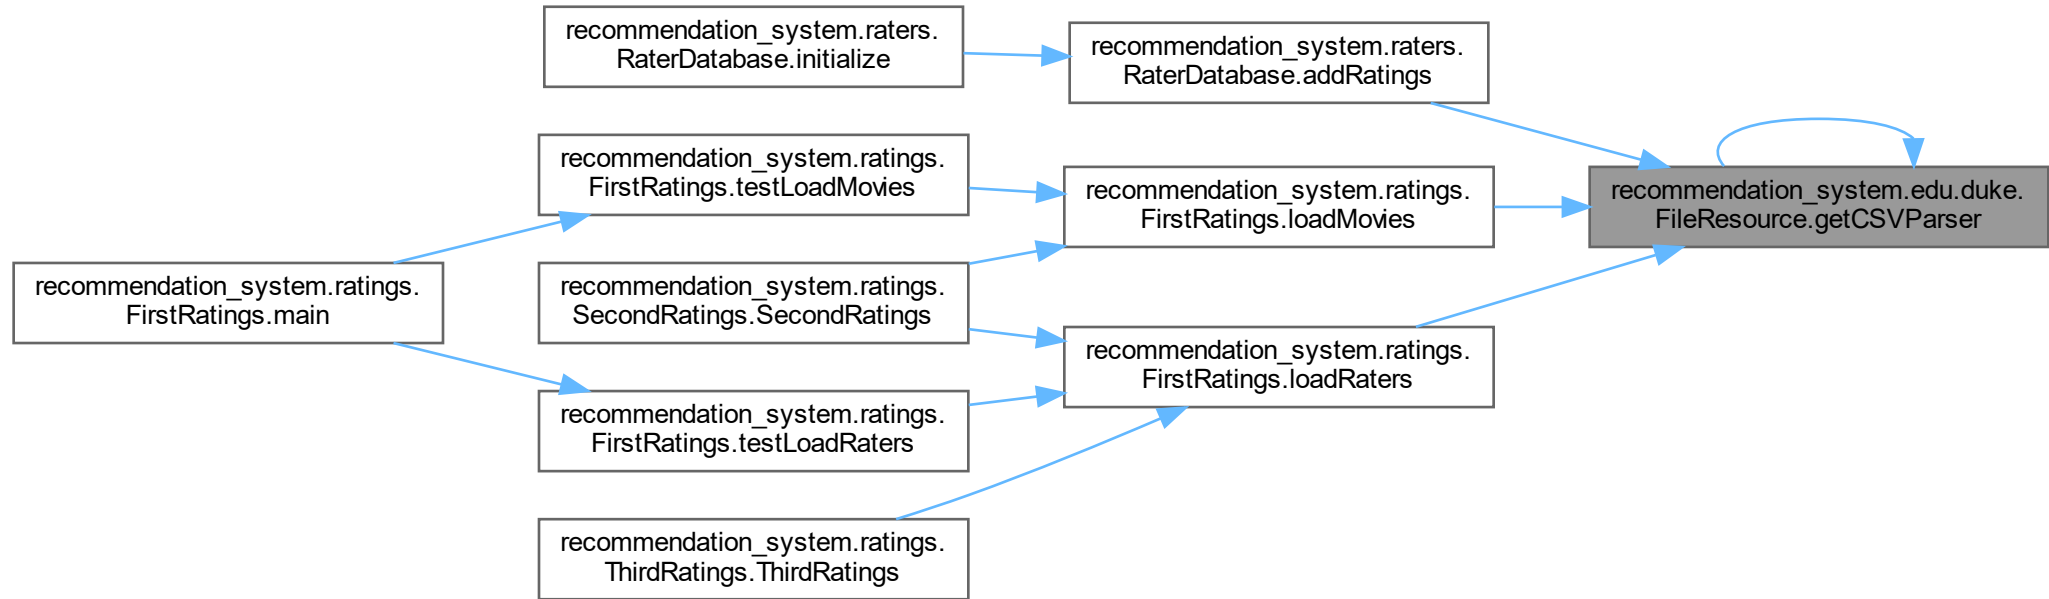 recommendation_system.raters.
RaterDatabase.initialize
recommendation_system.raters.
RaterDatabase.addRatings
recommendation_system.ratings.
FirstRatings.testLoadMovies
recommendation_system.ratings.
FirstRatings.loadMovies
recommendation_system.edu.duke.
FileResource.getCSVParser
recommendation_system.ratings.
FirstRatings.main
recommendation_system.ratings.
SecondRatings.SecondRatings
recommendation_system.ratings.
FirstRatings.loadRaters
recommendation_system.ratings.
FirstRatings.testLoadRaters
recommendation_system.ratings.
ThirdRatings.ThirdRatings